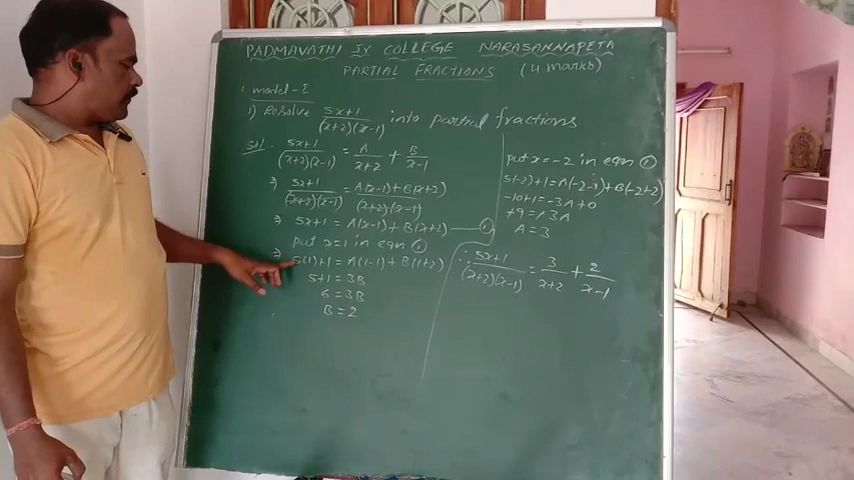 PADMAVATHI Jr COLLEGE NARASANNAPETA
PARTIAL FRACTIONS (4 marks)
model-I
1) Resolve (5x+1)/((x+2)(x-1)) into partial fractions
Sol:- (5x+1)/((x+2)(x-1)) = A/(x+2) + B/(x-1)
⇒ (5x+1)/((x+2)(x-1)) = (A(x-1)+B(x+2))/((x+2)(x-1))
⇒ 5x+1 = A(x-1)+B(x+2) — ①
put x=1 in eqn ①
⇒ 5(1)+1 = A(1-1)+B(1+2)
5+1 = 3B
6 = 3B
B = 2
put x=-2 in eqn ①
5(-2)+1 = A(-2-1)+B(-2+2)
-10+1 = -3A+0
+9 = +3A
A = 3
∴ (5x+1)/((x+2)(x-1)) = 3/(x+2) + 2/(x-1)